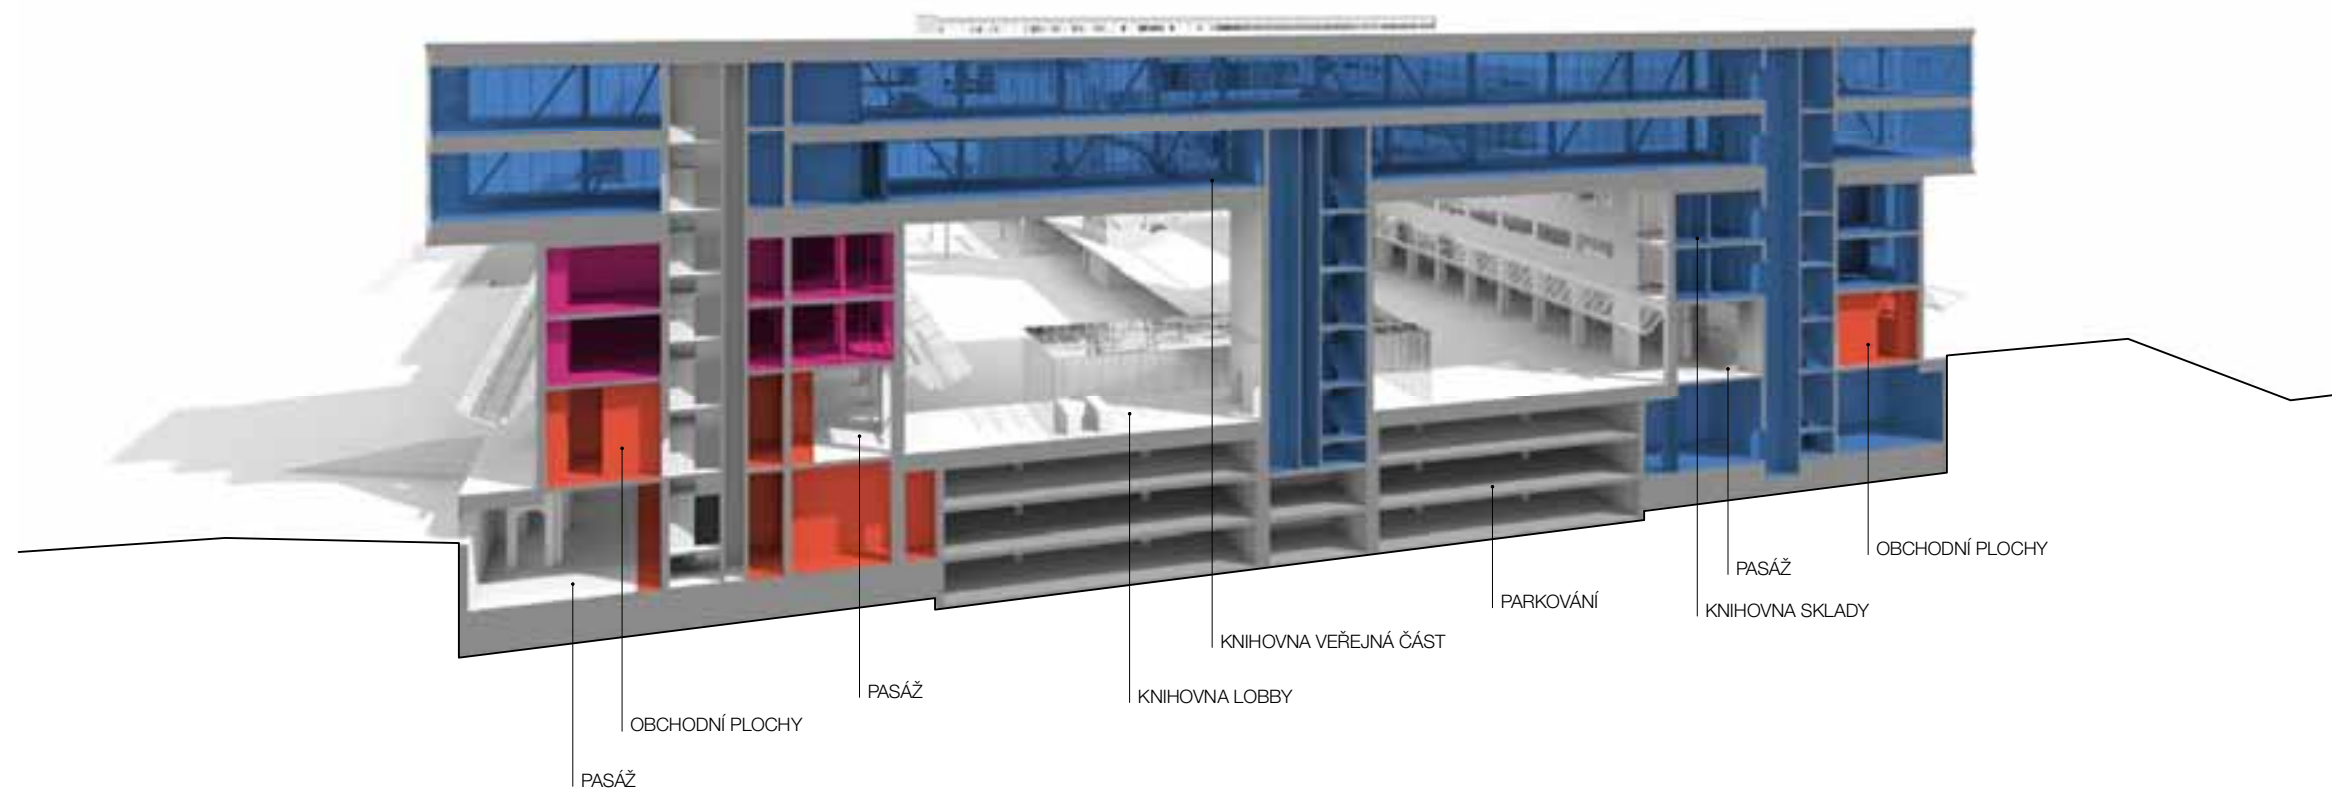 OBCHODNÍ PLOCHY
PASÁŽ
PARKOVÁNÍ
KNIHOVNA SKLADY
KNIHOVNA VEŘEJNÁ ČÁST
PASÁŽ
KNIHOVNA LOBBY
OBCHODNÍ PLOCHY
PASÁŽ